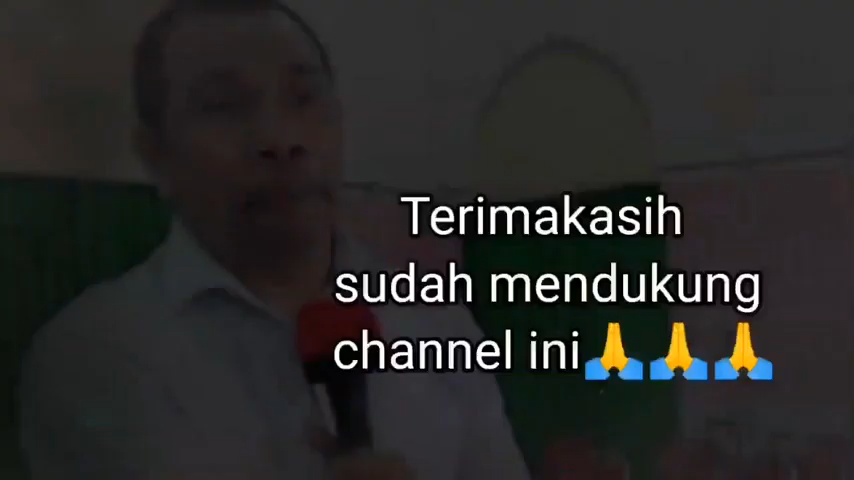 Terimakasih
sudah mendukung
channel ini🙏🙏🙏